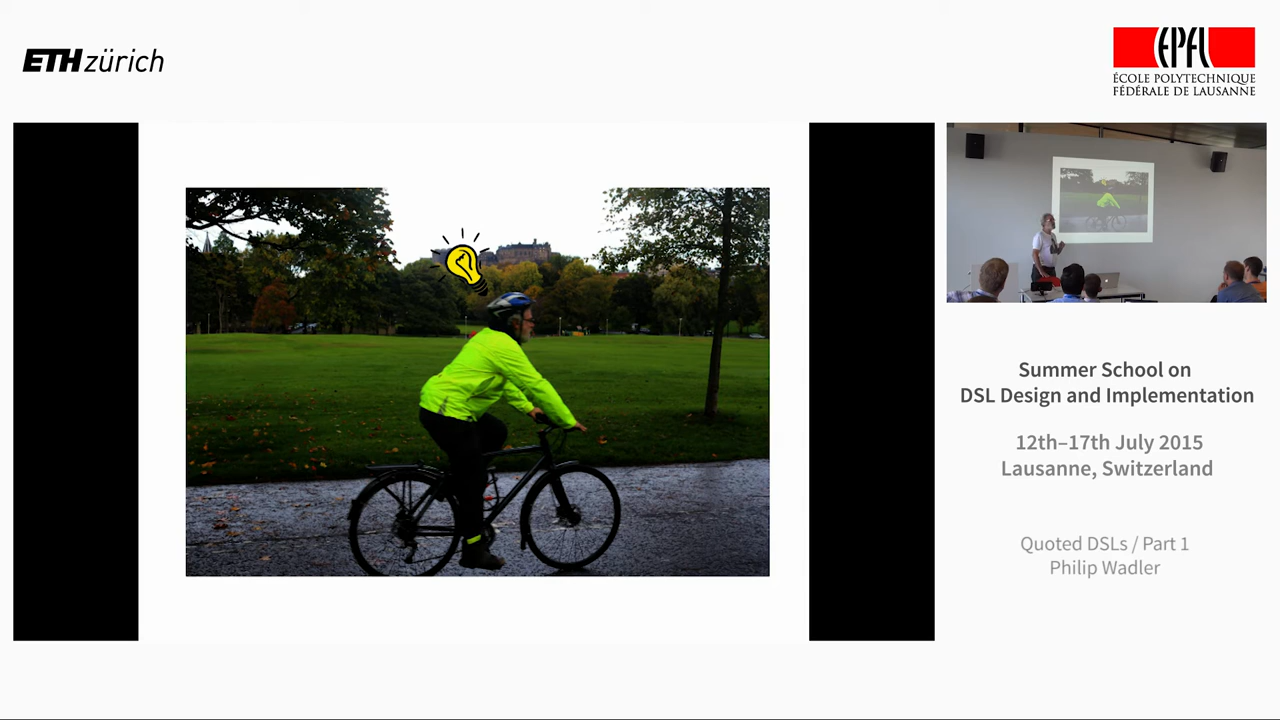 ETH zürich
EPFL
ÉCOLE POLYTECHNIQUE
FÉDÉRALE DE LAUSANNE
Summer School on
DSL Design and Implementation
12th–17th July 2015
Lausanne, Switzerland
Quoted DSLs / Part 1
Philip Wadler